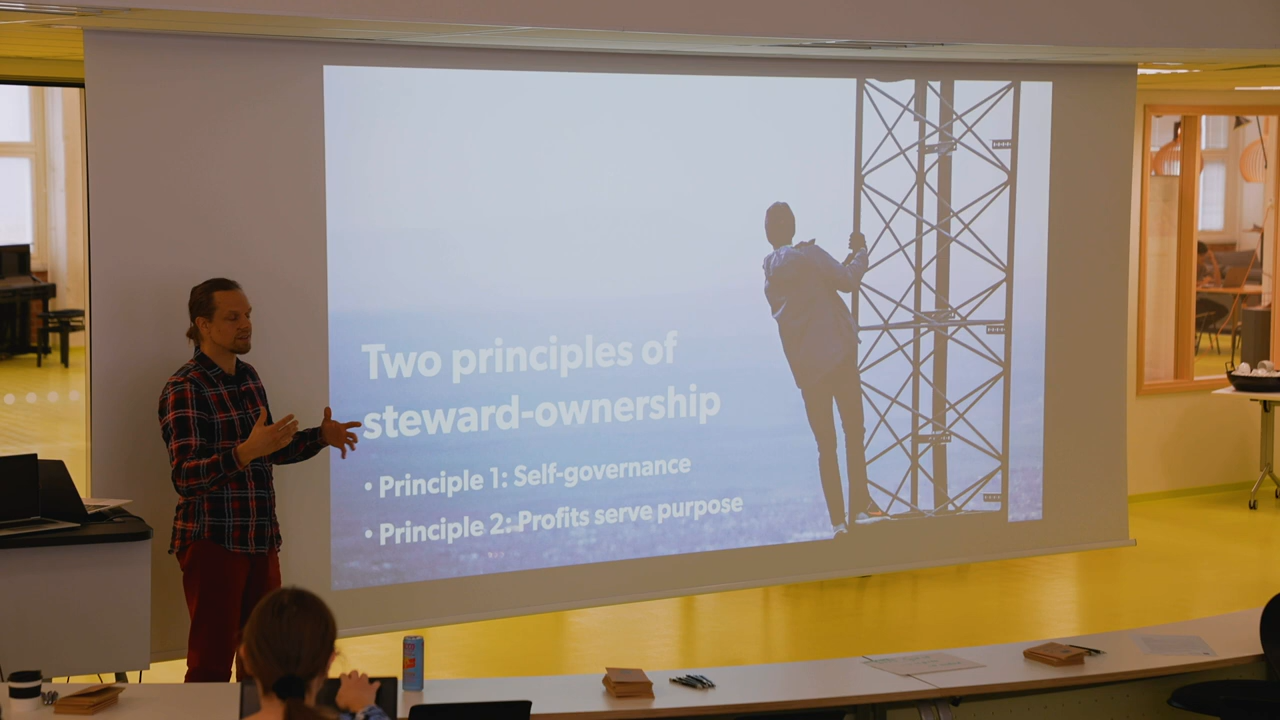 Two principles of
steward-ownership
• Principle 1: Self-governance
• Principle 2: Profits serve purpose